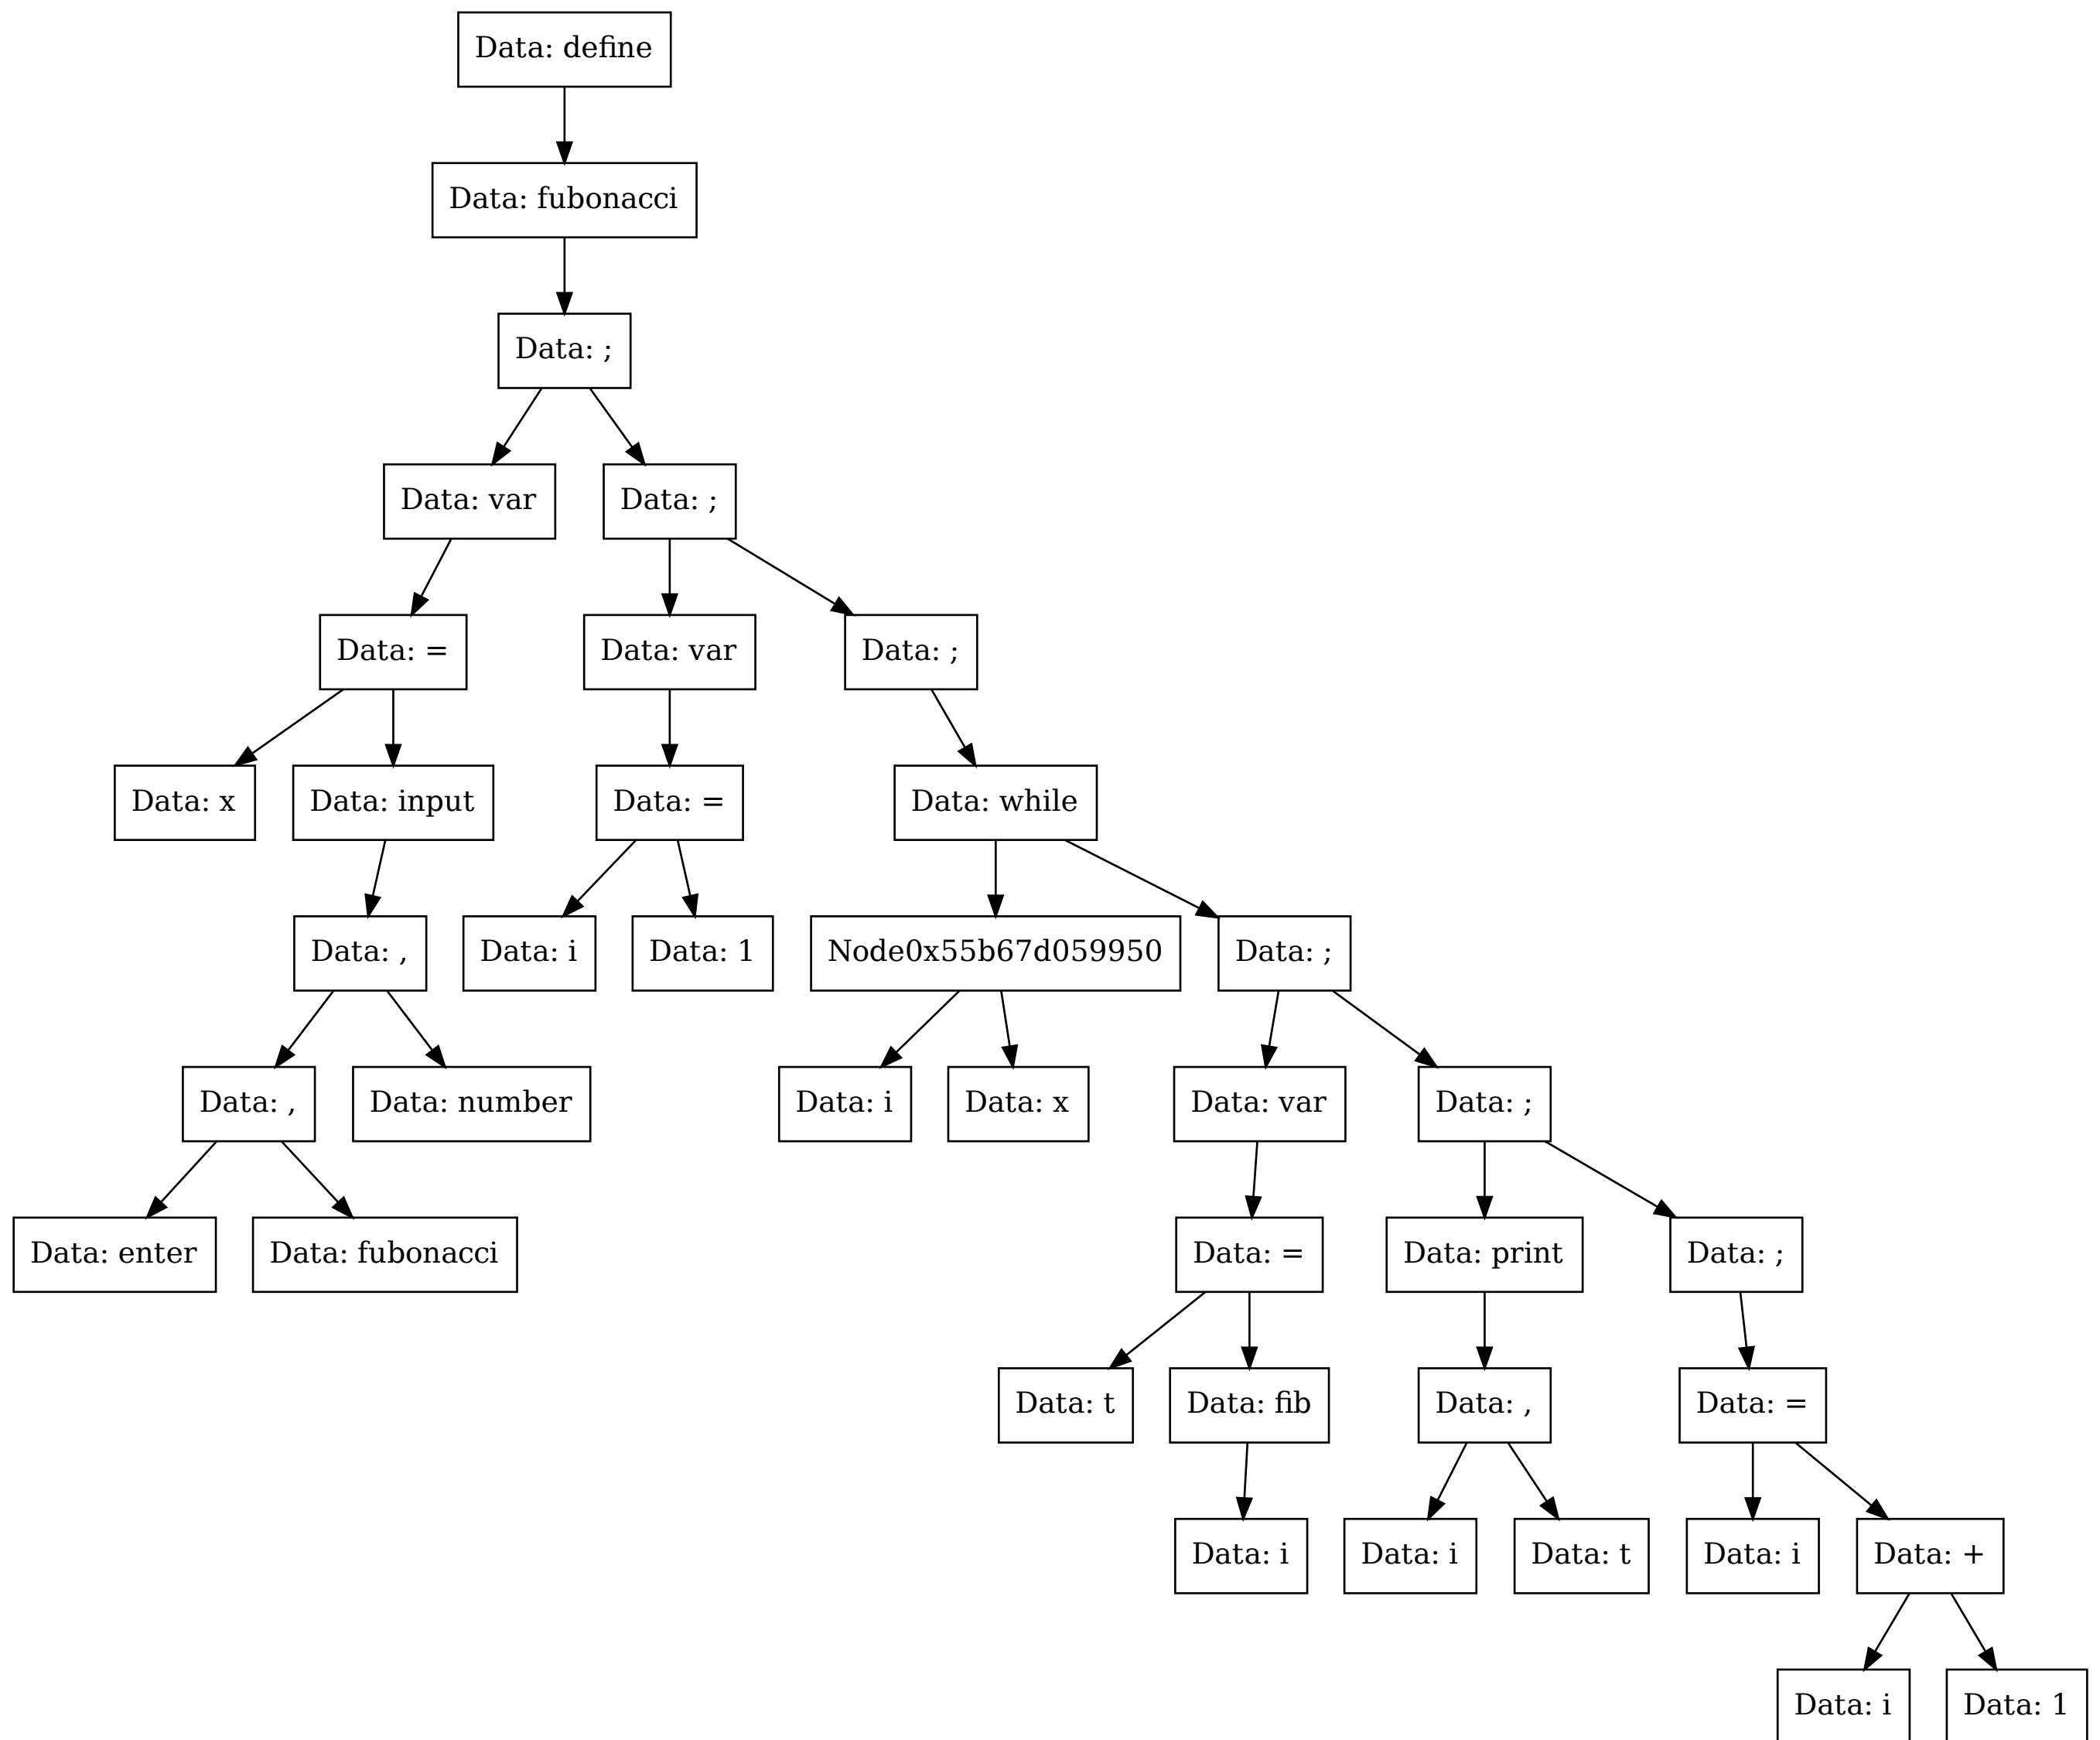 Data: define
Data: fubonacci
Data: ;
Data: var
Data: ;
Data: =
Data: var
Data: ;
Data: x
Data: input
Data: =
Data: while
Data: ,
Data: i
Data: 1
Node0x55b67d059950
Data: ;
Data: ,
Data: number
Data: i
Data: x
Data: var
Data: ;
Data: enter
Data: fubonacci
Data: =
Data: print
Data: ;
Data: t
Data: fib
Data: ,
Data: =
Data: i
Data: i
Data: t
Data: i
Data: +
Data: i
Data: 1